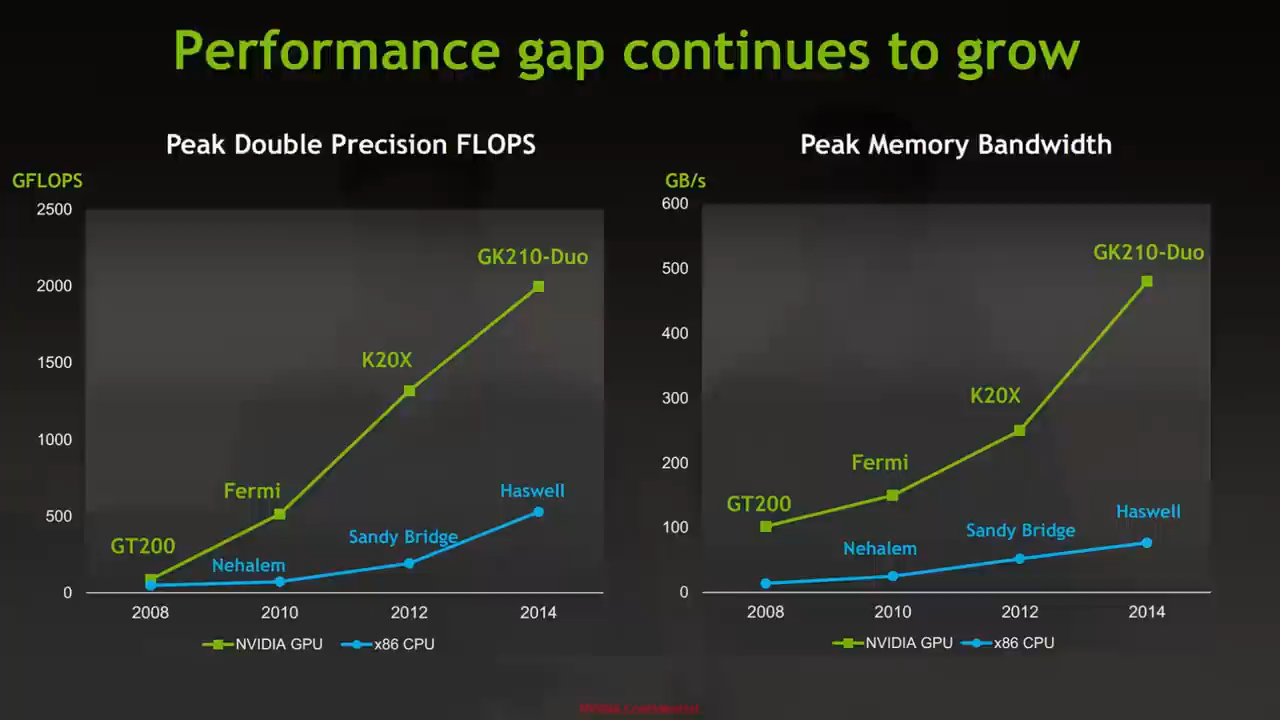 Performance gap continues to grow
Peak Double Precision FLOPS
GFLOPS
2500
2000
1500
1000
500
0
GK210-Duo
K20X
Fermi
GT200
Haswell
Sandy Bridge
Nehalem
2008 2010 2012 2014
NVIDIA GPU x86 CPU
Peak Memory Bandwidth
GB/s
600
500
400
300
200
100
0
GK210-Duo
K20X
Fermi
GT200
Haswell
Sandy Bridge
Nehalem
2008 2010 2012 2014
NVIDIA GPU x86 CPU